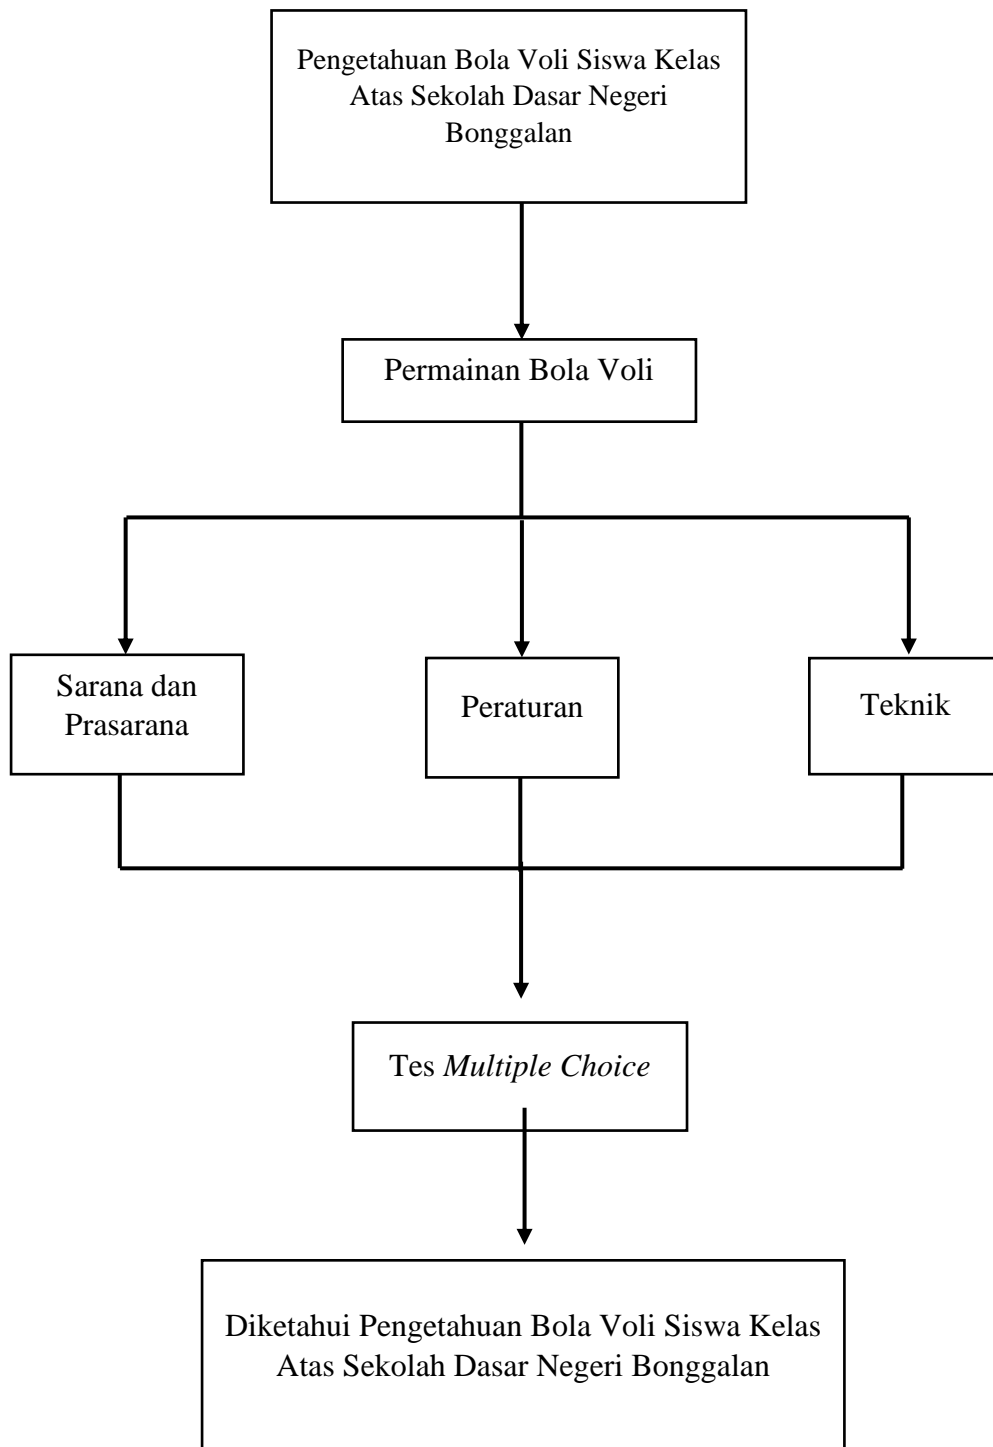 Pengetahuan Bola Voli Siswa Kelas
Atas Sekolah Dasar Negeri
Bonggalan
Permainan Bola Voli
Sarana dan
Prasarana
Peraturan
Teknik
Tes Multiple Choice
Diketahui Pengetahuan Bola Voli Siswa Kelas
Atas Sekolah Dasar Negeri Bonggalan